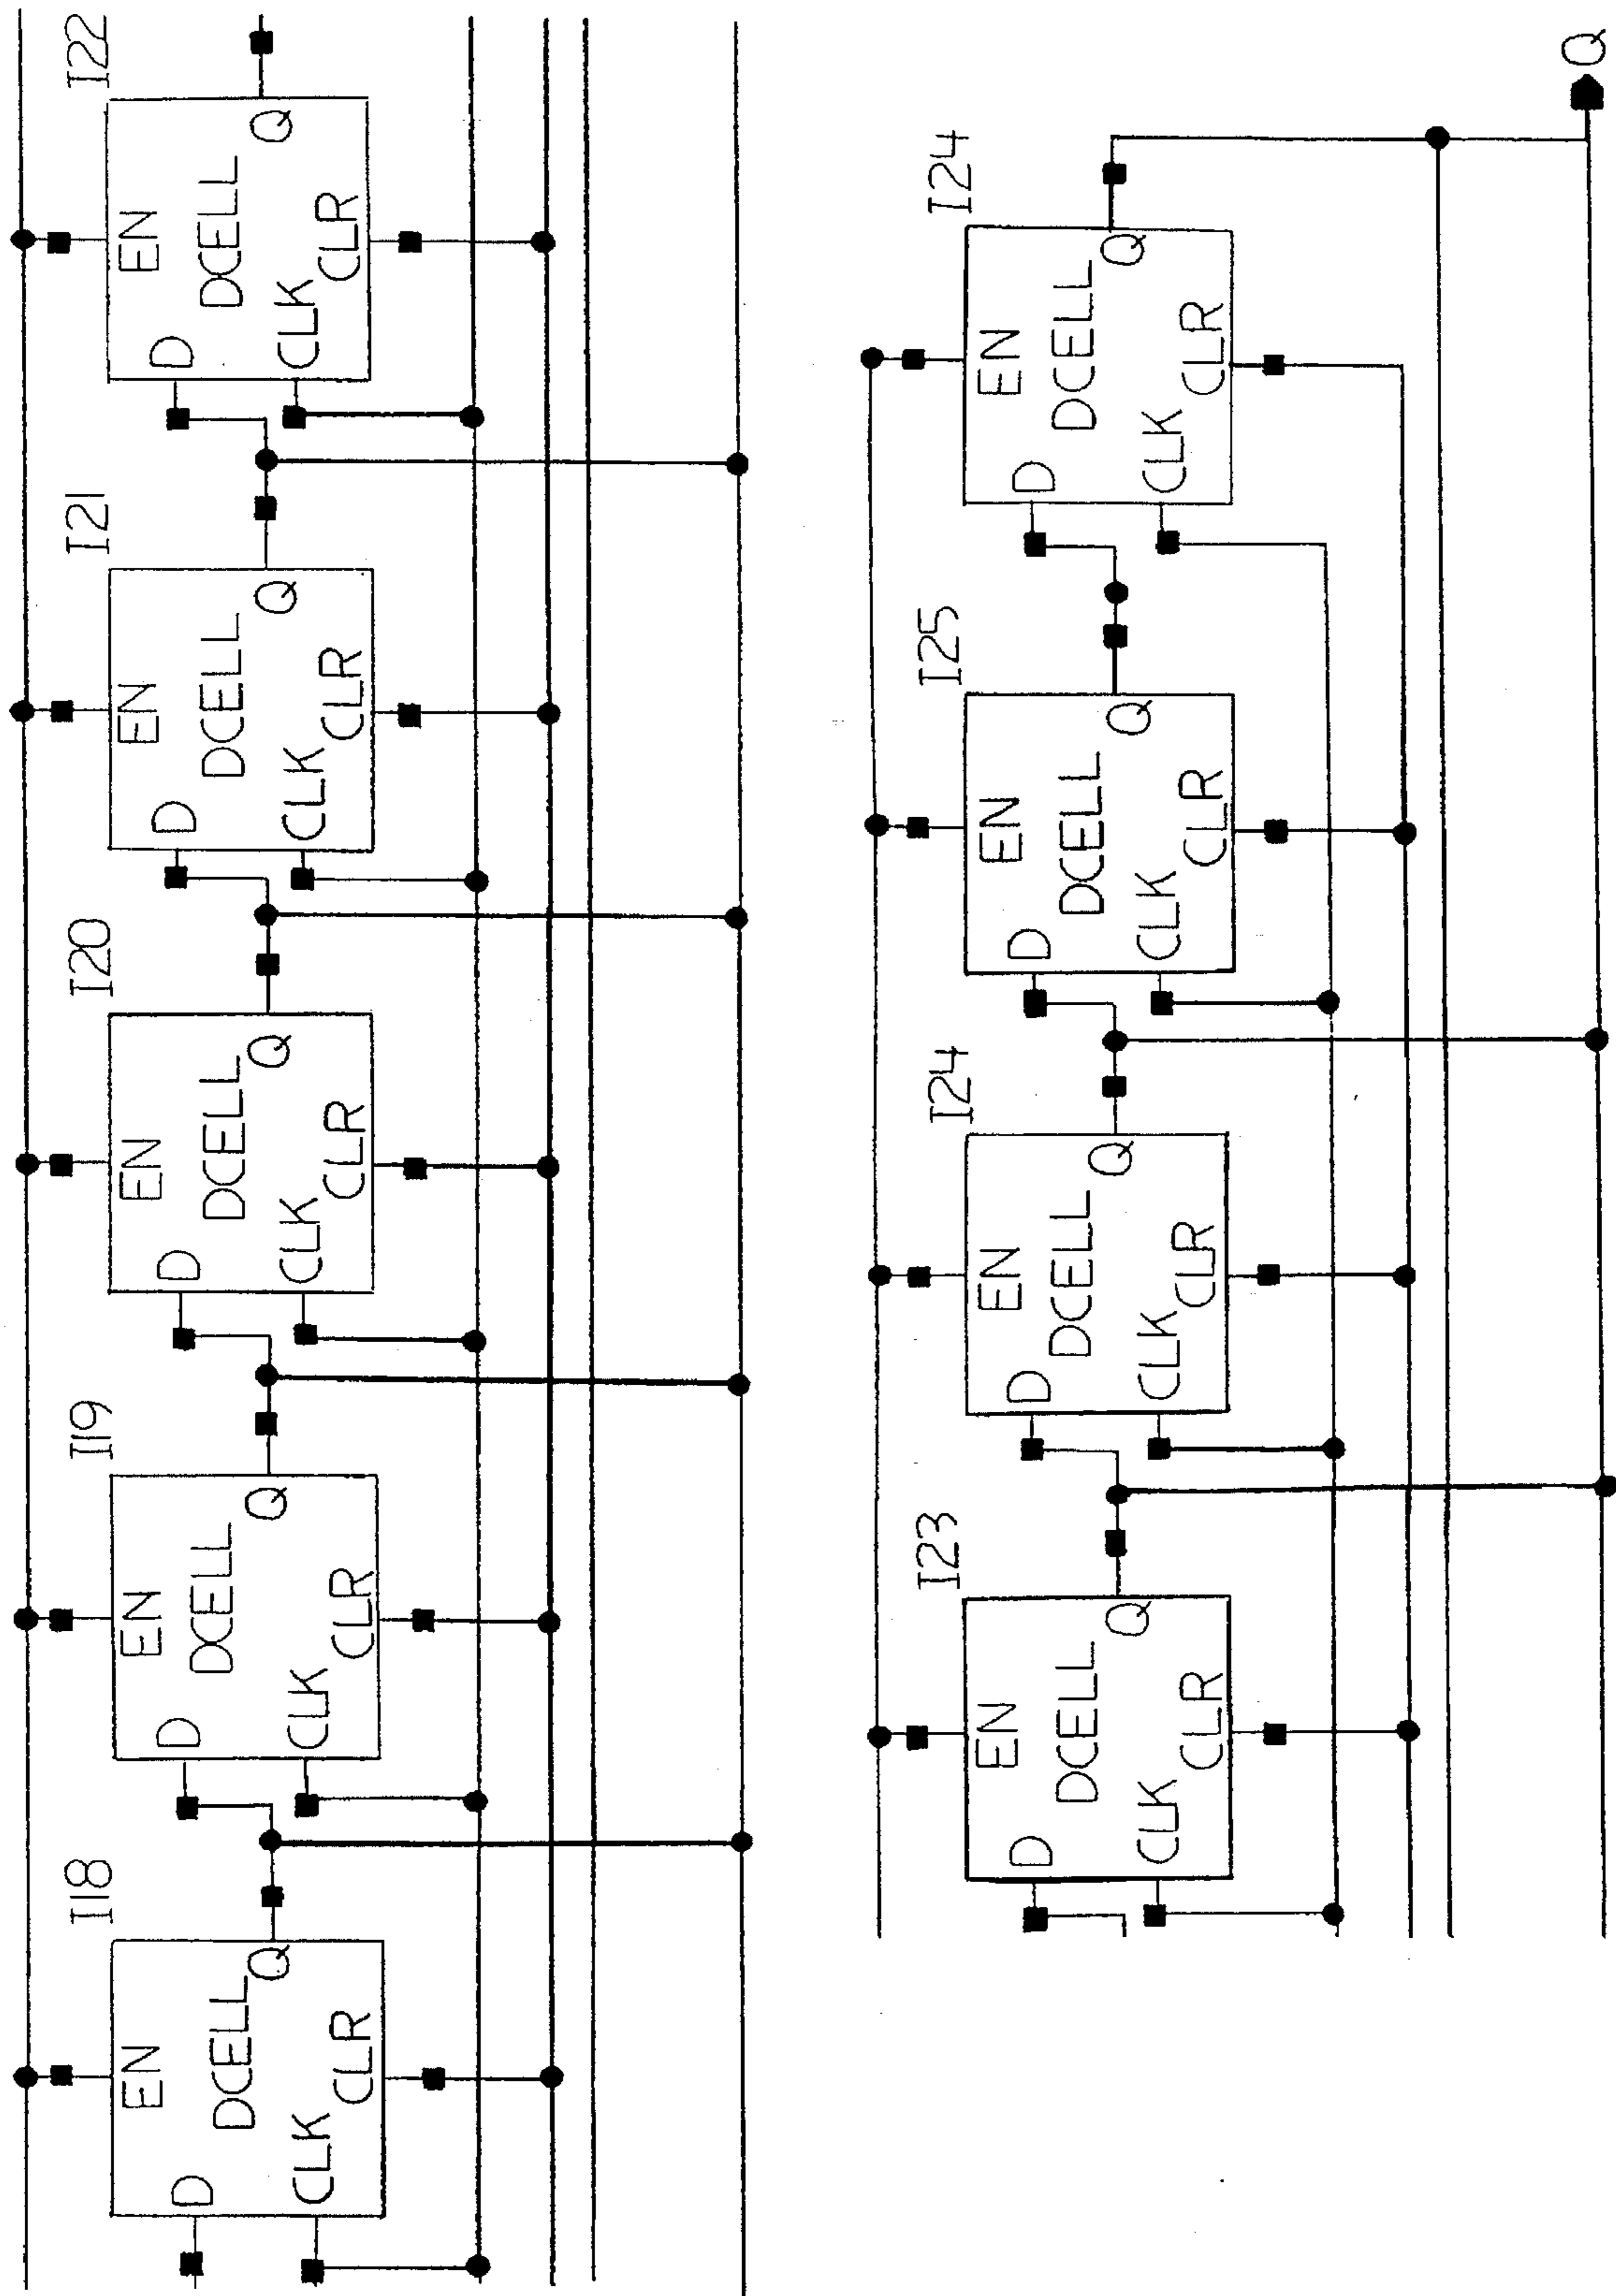 I18
EN
D
DCELL
Q
CLK
CLR
I19
EN
D
DCELL
Q
CLK
CLR
I20
EN
D
DCELL
Q
CLK
CLR
I21
EN
D
DCELL
Q
CLK
CLR
I22
EN
D
DCELL
Q
CLK
CLR
I23
EN
D
DCELL
Q
CLK
CLR
I24
EN
D
DCELL
Q
CLK
CLR
I25
EN
D
DCELL
Q
CLK
CLR
I24
EN
D
DCELL
Q
CLK
CLR
Q